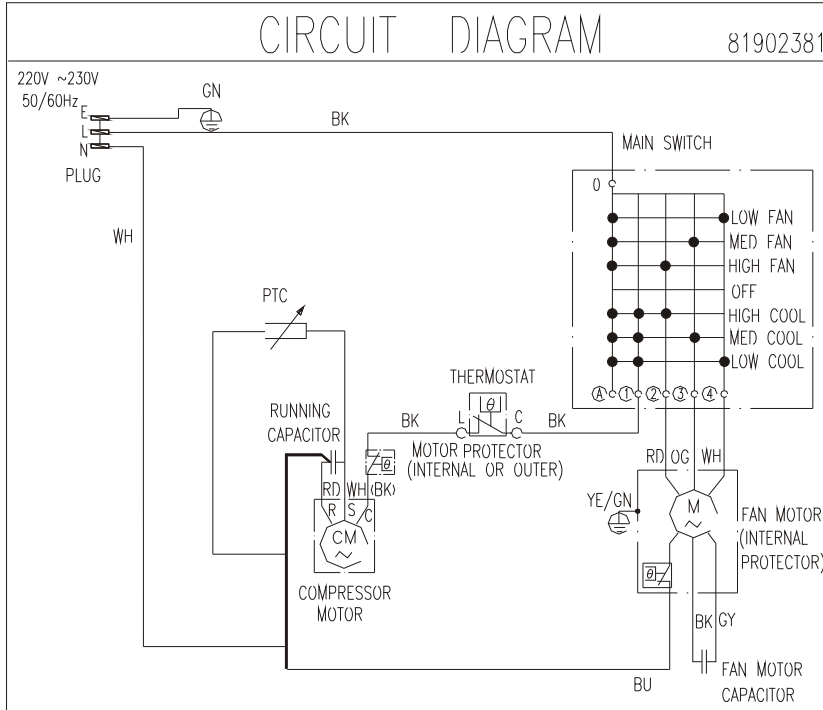 CIRCUIT DIAGRAM
81902381
220V ~230V
50/60Hz
E
L
N
PLUG
GN
BK
WH
MAIN SWITCH
0
LOW FAN
MED FAN
HIGH FAN
OFF
HIGH COOL
MED COOL
LOW COOL
A 1 2 3 4
PTC
THERMOSTAT
θ
L C
BK
BK
RUNNING
CAPACITOR
MOTOR PROTECTOR
(INTERNAL OR OUTER)
θ
RD WH (BK)
R S C
CM
~
COMPRESSOR
MOTOR
RD OG WH
YE/GN
M
~
FAN MOTOR
(INTERNAL
PROTECTOR)
θ
BK GY
BU
FAN MOTOR
CAPACITOR